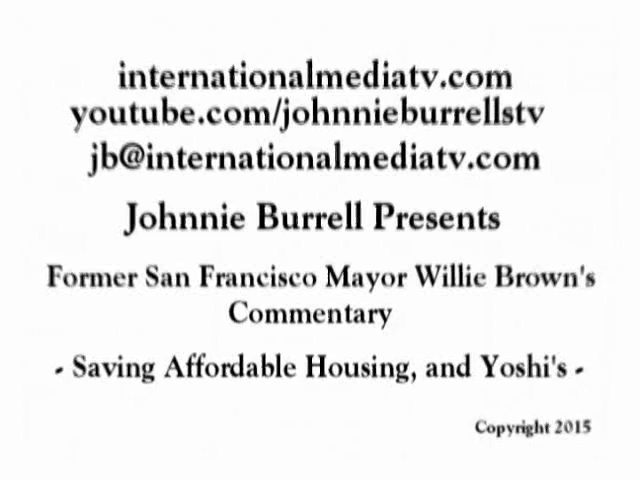 internationalmediatv.com
youtube.com/johnnieburrellstv
jb@internationalmediatv.com
Johnnie Burrell Presents
Former San Francisco Mayor Willie Brown's
Commentary
- Saving Affordable Housing, and Yoshi's -
Copyright 2015